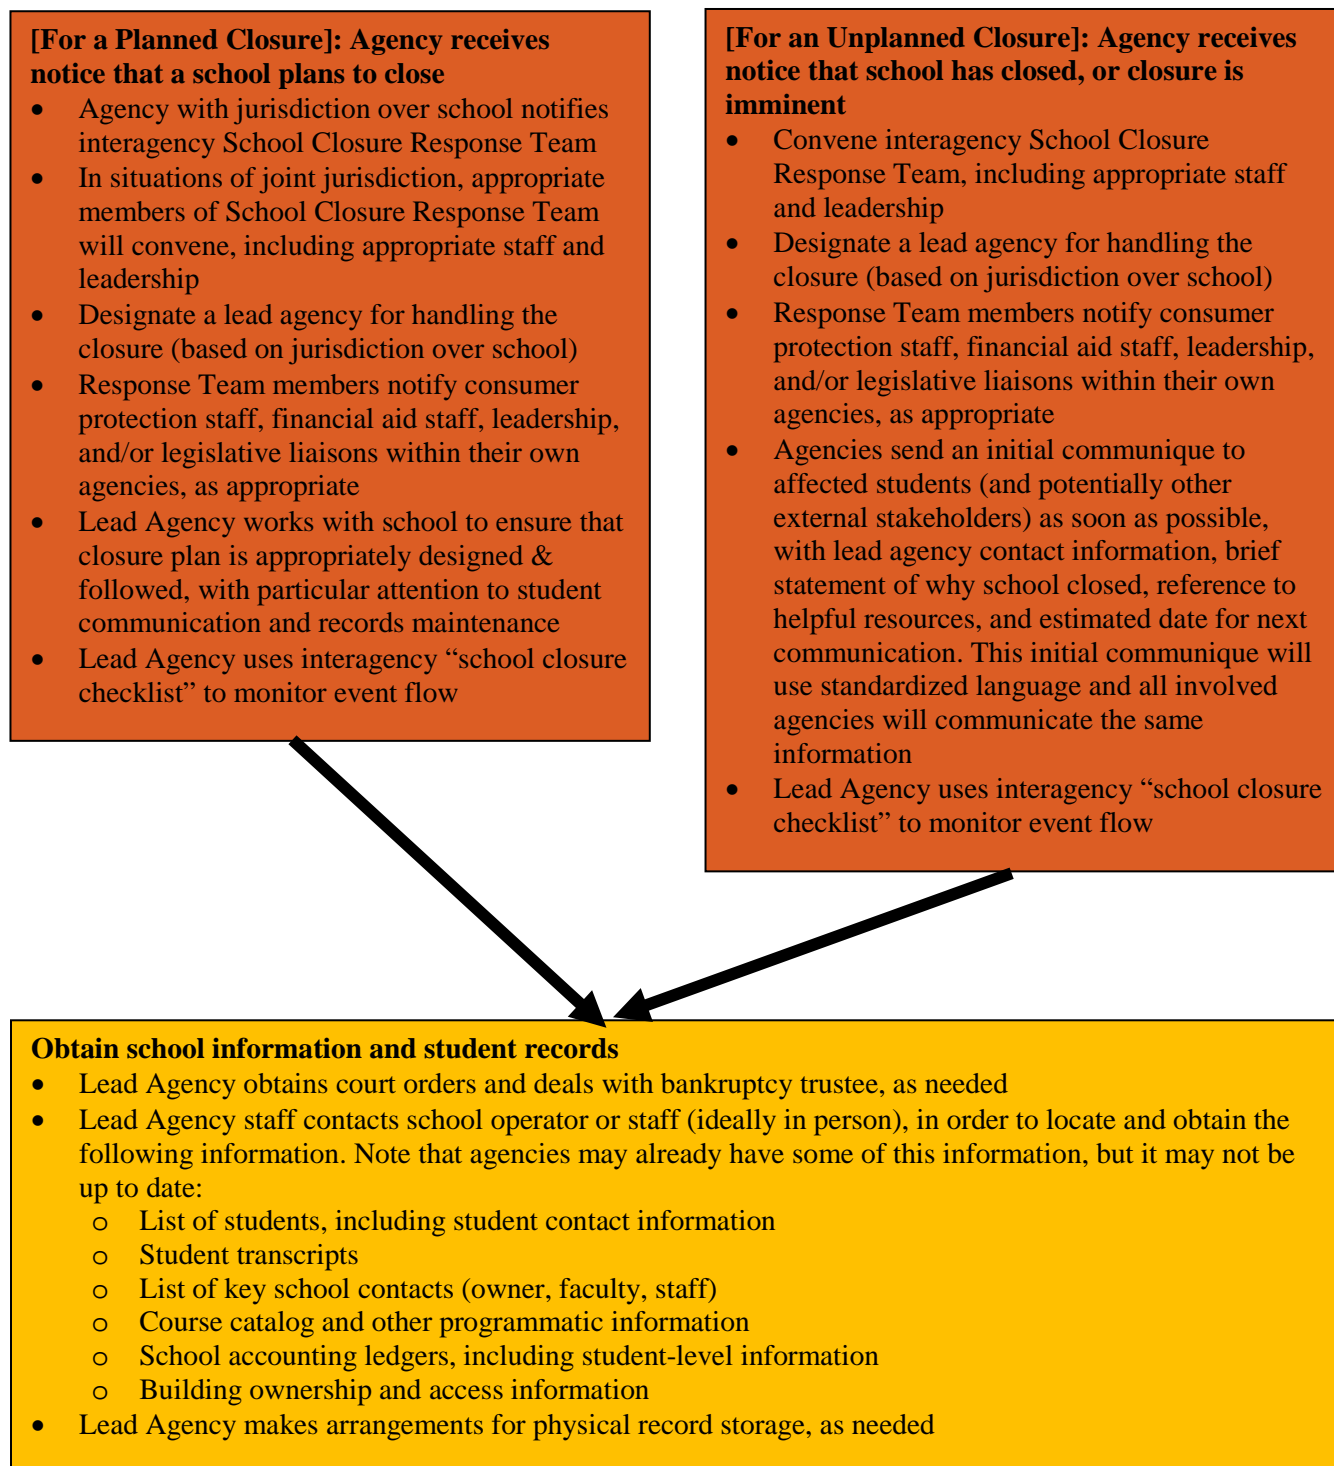 [For a Planned Closure]: Agency receives
notice that a school plans to close
• Agency with jurisdiction over school notifies
interagency School Closure Response Team
• In situations of joint jurisdiction, appropriate
members of School Closure Response Team
will convene, including appropriate staff and
leadership
• Designate a lead agency for handling the
closure (based on jurisdiction over school)
• Response Team members notify consumer
protection staff, financial aid staff, leadership,
and/or legislative liaisons within their own
agencies, as appropriate
• Lead Agency works with school to ensure that
closure plan is appropriately designed &
followed, with particular attention to student
communication and records maintenance
• Lead Agency uses interagency “school closure
checklist” to monitor event flow
[For an Unplanned Closure]: Agency receives
notice that school has closed, or closure is
imminent
• Convene interagency School Closure
Response Team, including appropriate staff
and leadership
• Designate a lead agency for handling the
closure (based on jurisdiction over school)
• Response Team members notify consumer
protection staff, financial aid staff, leadership,
and/or legislative liaisons within their own
agencies, as appropriate
• Agencies send an initial communique to
affected students (and potentially other
external stakeholders) as soon as possible,
with lead agency contact information, brief
statement of why school closed, reference to
helpful resources, and estimated date for next
communication. This initial communique will
use standardized language and all involved
agencies will communicate the same
information
• Lead Agency uses interagency “school closure
checklist” to monitor event flow
Obtain school information and student records
• Lead Agency obtains court orders and deals with bankruptcy trustee, as needed
• Lead Agency staff contacts school operator or staff (ideally in person), in order to locate and obtain the
following information. Note that agencies may already have some of this information, but it may not be
up to date:
o List of students, including student contact information
o Student transcripts
o List of key school contacts (owner, faculty, staff)
o Course catalog and other programmatic information
o School accounting ledgers, including student-level information
o Building ownership and access information
• Lead Agency makes arrangements for physical record storage, as needed